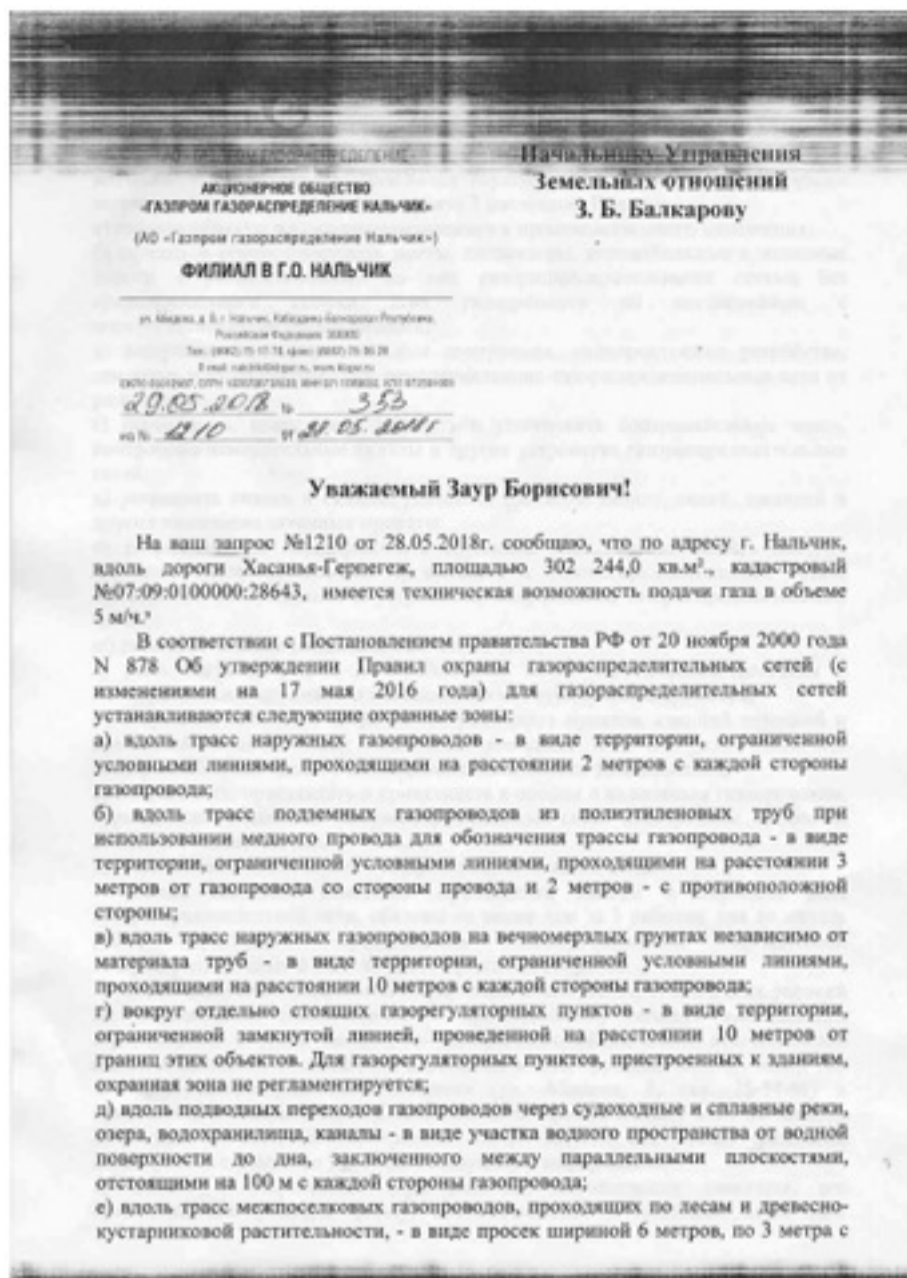 Начальнику Управления
Земельных отношений
З. Б. Балкарову
АКЦИОНЕРНОЕ ОБЩЕСТВО
«ГАЗПРОМ ГАЗОРАСПРЕДЕЛЕНИЕ НАЛЬЧИК»
(АО «Газпром газораспределение Нальчик»)
ФИЛИАЛ В Г.О. НАЛЬЧИК
29.05.2018 № 353
на № 1210 от 28.05.2018г
Уважаемый Заур Борисович!
На ваш запрос №1210 от 28.05.2018г. сообщаю, что по адресу г. Нальчик,
вдоль дороги Хасанья-Герпегеж, площадью 302 244,0 кв.м²., кадастровый
№07:09:0100000:28643, имеется техническая возможность подачи газа в объеме
5 м/ч.³
В соответствии с Постановлением правительства РФ от 20 ноября 2000 года
N 878 Об утверждении Правил охраны газораспределительных сетей (с
изменениями на 17 мая 2016 года) для газораспределительных сетей
устанавливаются следующие охранные зоны:
а) вдоль трасс наружных газопроводов - в виде территории, ограниченной
условными линиями, проходящими на расстоянии 2 метров с каждой стороны
газопровода;
б) вдоль трасс подземных газопроводов из полиэтиленовых труб при
использовании медного провода для обозначения трассы газопровода - в виде
территории, ограниченной условными линиями, проходящими на расстоянии 3
метров от газопровода со стороны провода и 2 метров - с противоположной
стороны;
в) вдоль трасс наружных газопроводов на вечномерзлых грунтах независимо от
материала труб - в виде территории, ограниченной условными линиями,
проходящими на расстоянии 10 метров с каждой стороны газопровода;
г) вокруг отдельно стоящих газорегуляторных пунктов - в виде территории,
ограниченной замкнутой линией, проведенной на расстоянии 10 метров от
границ этих объектов. Для газорегуляторных пунктов, пристроенных к зданиям,
охранная зона не регламентируется;
д) вдоль подводных переходов газопроводов через судоходные и сплавные реки,
озера, водохранилища, каналы - в виде участка водного пространства от водной
поверхности до дна, заключенного между параллельными плоскостями,
отстоящими на 100 м с каждой стороны газопровода;
е) вдоль трасс межпоселковых газопроводов, проходящих по лесам и древесно-
кустарниковой растительности, - в виде просек шириной 6 метров, по 3 метра с